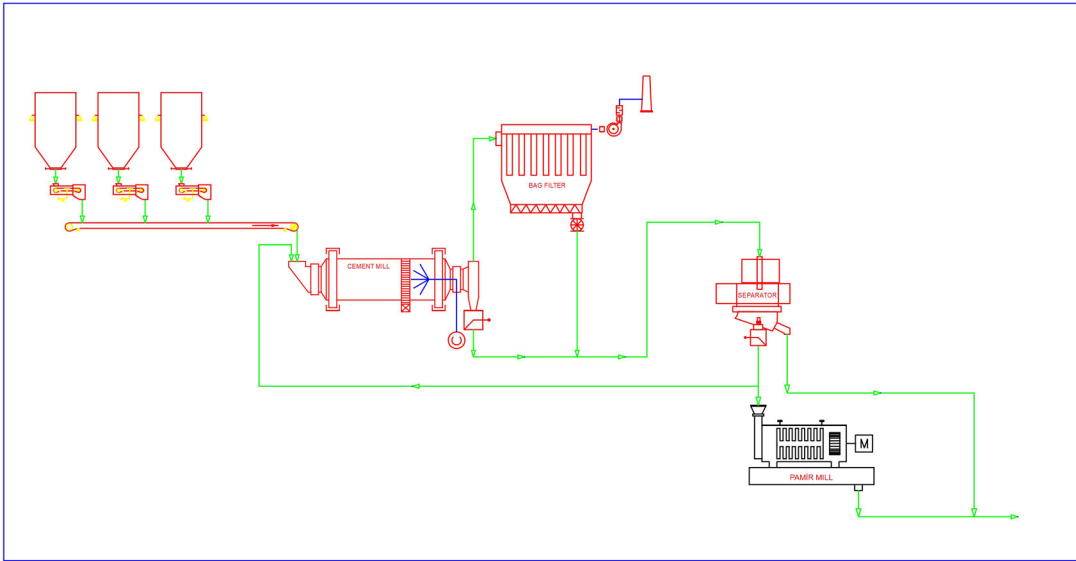 BAG FILTER
CEMENT MILL
SEPARATOR
M
PAMİR MILL